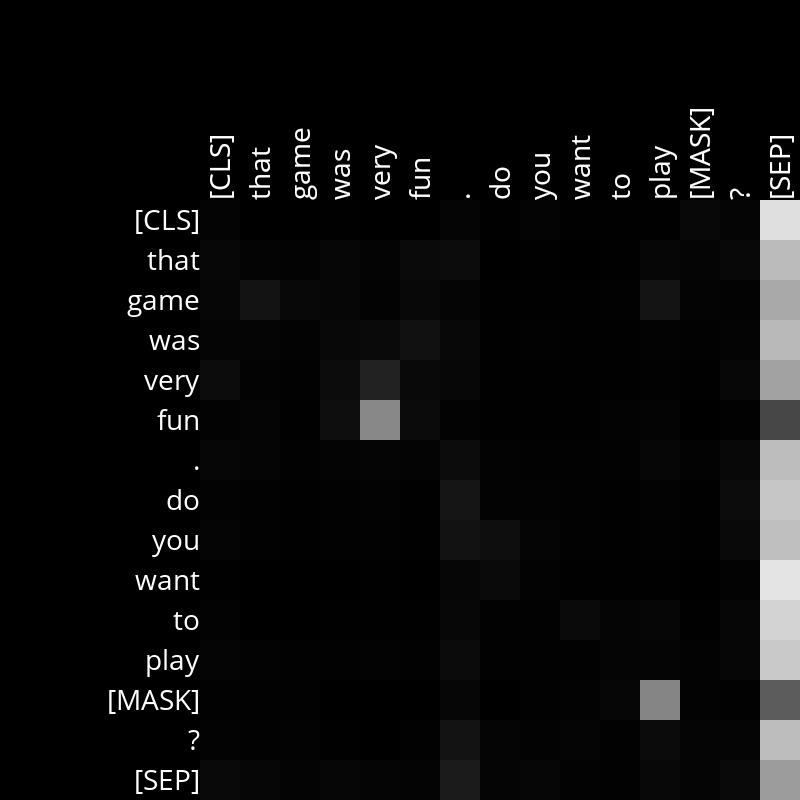 [CLS] that game was very fun . do you want to play [MASK] ? [SEP]
[CLS]
that
game
was
very
fun
.
do
you
want
to
play
[MASK]
?
[SEP]